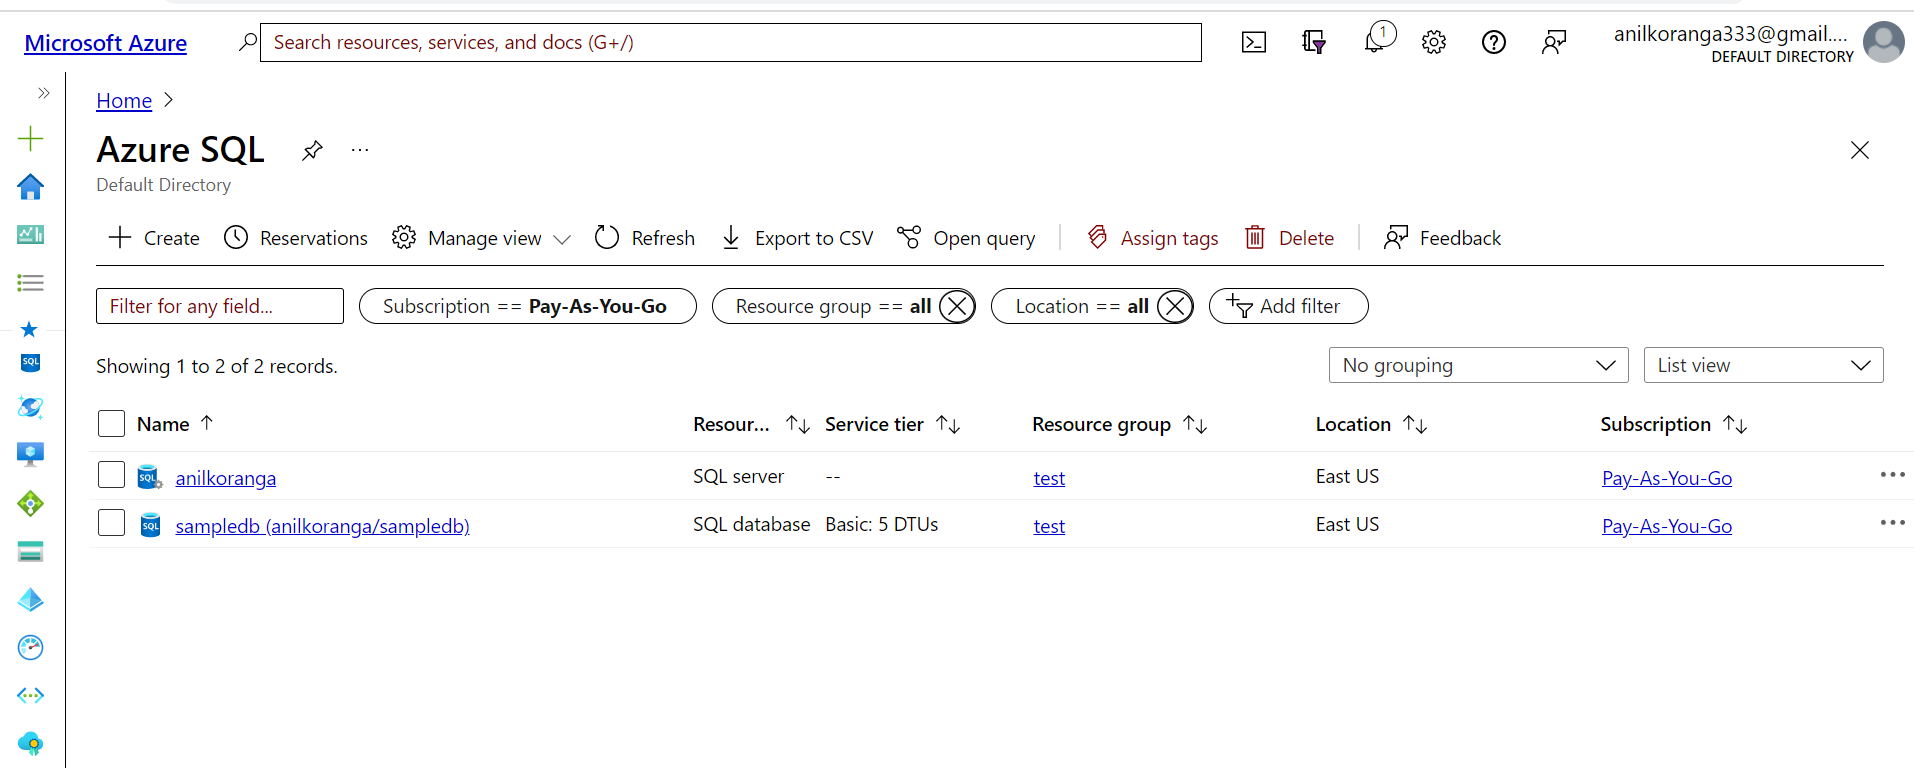 Microsoft Azure
Search resources, services, and docs (G+/)
1
anilkoranga333@gmail....
DEFAULT DIRECTORY
Home
Azure SQL
Default Directory
Create Reservations Manage view Refresh Export to CSV Open query Assign tags Delete Feedback
Filter for any field... Subscription == Pay-As-You-Go Resource group == all Location == all Add filter
Showing 1 to 2 of 2 records. No grouping List view
Name Resour... Service tier Resource group Location Subscription
SQL anilkoranga SQL server -- test East US Pay-As-You-Go
SQL sampledb (anilkoranga/sampledb) SQL database Basic: 5 DTUs test East US Pay-As-You-Go
SQL